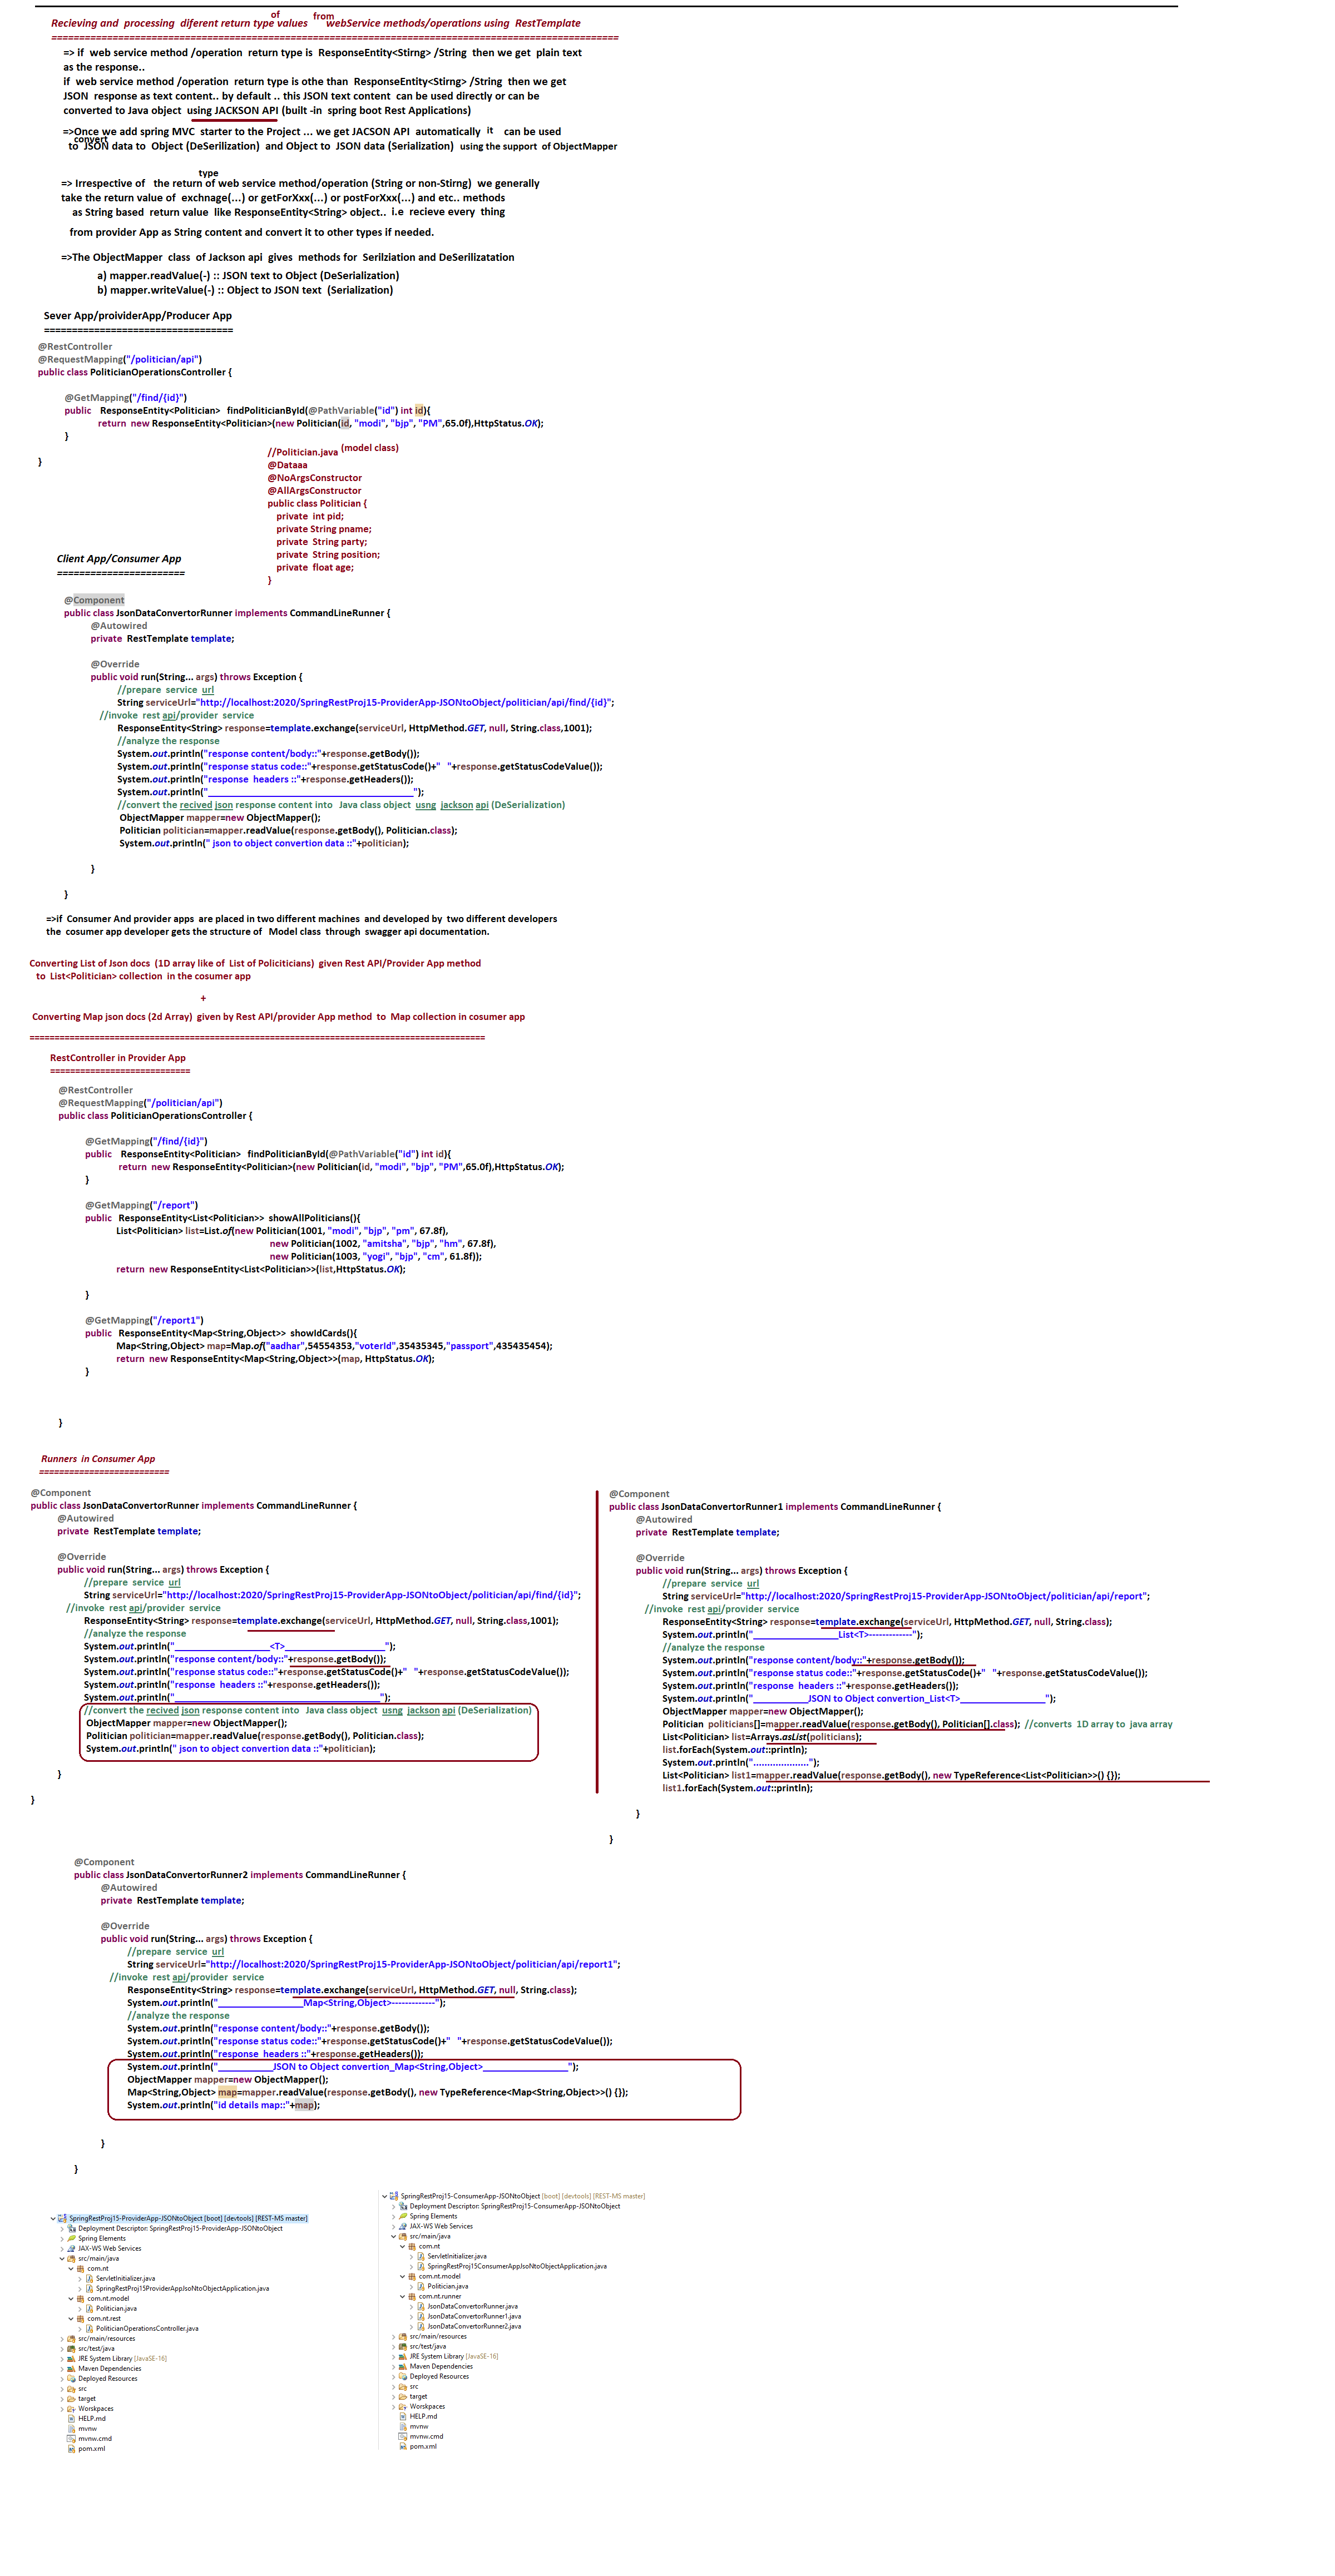 Recieving and processing diferent return type of values from webService methods/operations using RestTemplate
=====================================================================================================
=> if web service method /operation return type is ResponseEntity<Stirng> /String then we get plain text
as the response..
if web service method /operation return type is othe than ResponseEntity<Stirng> /String then we get
JSON response as text content.. by default .. this JSON text content can be used directly or can be
converted to Java object using JACKSON API (built -in spring boot Rest Applications)
=>Once we add spring MVC starter to the Project ... we get JACSON API automatically it can be used
to convert JSON data to Object (DeSerilization) and Object to JSON data (Serialization) using the support of ObjectMapper
=> Irrespective of the return type of web service method/operation (String or non-Stirng) we generally
take the return value of exchnage(...) or getForXxx(...) or postForXxx(...) and etc.. methods
as String based return value like ResponseEntity<String> object.. i.e recieve every thing
from provider App as String content and convert it to other types if needed.
=>The ObjectMapper class of Jackson api gives methods for Serilziation and DeSerilizatation
a) mapper.readValue(-) :: JSON text to Object (DeSerialization)
b) mapper.writeValue(-) :: Object to JSON text (Serialization)
Sever App/proividerApp/Producer App
==================================
@RestController
@RequestMapping("/politician/api")
public class PoliticianOperationsController {
@GetMapping("/find/{id}")
public ResponseEntity<Politician> findPoliticianById(@PathVariable("id") int id){
return new ResponseEntity<Politician>(new Politician(id, "modi", "bjp", "PM",65.0f),HttpStatus.OK);
}
}
//Politician.java (model class)
@Dataaa
@NoArgsConstructor
@AllArgsConstructor
public class Politician {
private int pid;
private String pname;
private String party;
private String position;
private float age;
}
Client App/Consumer App
=======================
@Component
public class JsonDataConvertorRunner implements CommandLineRunner {
@Autowired
private RestTemplate template;
@Override
public void run(String... args) throws Exception {
//prepare service url
String serviceUrl="http://localhost:2020/SpringRestProj15-ProviderApp-JSONtoObject/politician/api/find/{id}";
//invoke rest api/provider service
ResponseEntity<String> response=template.exchange(serviceUrl, HttpMethod.GET, null, String.class,1001);
//analyze the response
System.out.println("response content/body::"+response.getBody());
System.out.println("response status code::"+response.getStatusCode()+" "+response.getStatusCodeValue());
System.out.println("response headers ::"+response.getHeaders());
System.out.println("_________________________________________");
//convert the recived json response content into Java class object usng jackson api (DeSerialization)
ObjectMapper mapper=new ObjectMapper();
Politician politician=mapper.readValue(response.getBody(), Politician.class);
System.out.println(" json to object convertion data ::"+politician);
}
}
=>if Consumer And provider apps are placed in two different machines and developed by two different developers
the cosumer app developer gets the structure of Model class through swagger api documentation.
Converting List of Json docs (1D array like of List of Policiticians) given Rest API/Provider App method
to List<Politician> collection in the cosumer app
+
Converting Map json docs (2d Array) given by Rest API/provider App method to Map collection in cosumer app
===========================================================================================
RestController in Provider App
============================
@RestController
@RequestMapping("/politician/api")
public class PoliticianOperationsController {
@GetMapping("/find/{id}")
public ResponseEntity<Politician> findPoliticianById(@PathVariable("id") int id){
return new ResponseEntity<Politician>(new Politician(id, "modi", "bjp", "PM",65.0f),HttpStatus.OK);
}
@GetMapping("/report")
public ResponseEntity<List<Politician>> showAllPoliticians(){
List<Politician> list=List.of(new Politician(1001, "modi", "bjp", "pm", 67.8f),
new Politician(1002, "amitsha", "bjp", "hm", 67.8f),
new Politician(1003, "yogi", "bjp", "cm", 61.8f));
return new ResponseEntity<List<Politician>>(list,HttpStatus.OK);
}
@GetMapping("/report1")
public ResponseEntity<Map<String,Object>> showIdCards(){
Map<String,Object> map=Map.of("aadhar",54554353,"voterId",35435345,"passport",435435454);
return new ResponseEntity<Map<String,Object>>(map, HttpStatus.OK);
}
}
Runners in Consumer App
==========================
@Component
public class JsonDataConvertorRunner implements CommandLineRunner {
@Autowired
private RestTemplate template;
@Override
public void run(String... args) throws Exception {
//prepare service url
String serviceUrl="http://localhost:2020/SpringRestProj15-ProviderApp-JSONtoObject/politician/api/find/{id}";
//invoke rest api/provider service
ResponseEntity<String> response=template.exchange(serviceUrl, HttpMethod.GET, null, String.class,1001);
//analyze the response
System.out.println("___________________<T>____________________");
System.out.println("response content/body::"+response.getBody());
System.out.println("response status code::"+response.getStatusCode()+" "+response.getStatusCodeValue());
System.out.println("response headers ::"+response.getHeaders());
System.out.println("_________________________________________");
//convert the recived json response content into Java class object usng jackson api (DeSerialization)
ObjectMapper mapper=new ObjectMapper();
Politician politician=mapper.readValue(response.getBody(), Politician.class);
System.out.println(" json to object convertion data ::"+politician);
}
}
@Component
public class JsonDataConvertorRunner1 implements CommandLineRunner {
@Autowired
private RestTemplate template;
@Override
public void run(String... args) throws Exception {
//prepare service url
String serviceUrl="http://localhost:2020/SpringRestProj15-ProviderApp-JSONtoObject/politician/api/report";
//invoke rest api/provider service
ResponseEntity<String> response=template.exchange(serviceUrl, HttpMethod.GET, null, String.class);
System.out.println("_________________List<T>-------------");
//analyze the response
System.out.println("response content/body::"+response.getBody());
System.out.println("response status code::"+response.getStatusCode()+" "+response.getStatusCodeValue());
System.out.println("response headers ::"+response.getHeaders());
System.out.println("___________JSON to Object convertion_List<T>_________________");
ObjectMapper mapper=new ObjectMapper();
Politician politicians[]=mapper.readValue(response.getBody(), Politician[].class); //converts 1D array to java array
List<Politician> list=Arrays.asList(politicians);
list.forEach(System.out::println);
System.out.println(".....................");
List<Politician> list1=mapper.readValue(response.getBody(), new TypeReference<List<Politician>>() {});
list1.forEach(System.out::println);
}
}
@Component
public class JsonDataConvertorRunner2 implements CommandLineRunner {
@Autowired
private RestTemplate template;
@Override
public void run(String... args) throws Exception {
//prepare service url
String serviceUrl="http://localhost:2020/SpringRestProj15-ProviderApp-JSONtoObject/politician/api/report1";
//invoke rest api/provider service
ResponseEntity<String> response=template.exchange(serviceUrl, HttpMethod.GET, null, String.class);
System.out.println("_________________Map<String,Object>-------------");
//analyze the response
System.out.println("response content/body::"+response.getBody());
System.out.println("response status code::"+response.getStatusCode()+" "+response.getStatusCodeValue());
System.out.println("response headers ::"+response.getHeaders());
System.out.println("___________JSON to Object convertion_Map<String,Object>_________________");
ObjectMapper mapper=new ObjectMapper();
Map<String,Object> map=mapper.readValue(response.getBody(), new TypeReference<Map<String,Object>>() {});
System.out.println("id details map::"+map);
}
}
SpringRestProj15-ProviderApp-JSONtoObject [boot] [devtools] [REST-MS master]
Deployment Descriptor: SpringRestProj15-ProviderApp-JSONtoObject
Spring Elements
JAX-WS Web Services
src/main/java
com.nt
ServletInitializer.java
SpringRestProj15ProviderAppJsoNtoObjectApplication.java
com.nt.model
Politician.java
com.nt.rest
PoliticianOperationsController.java
src/main/resources
src/test/java
JRE System Library [JavaSE-16]
Maven Dependencies
Deployed Resources
src
target
Worskpaces
HELP.md
mvnw
mvnw.cmd
pom.xml
SpringRestProj15-ConsumerApp-JSONtoObject [boot] [devtools] [REST-MS master]
Deployment Descriptor: SpringRestProj15-ConsumerApp-JSONtoObject
Spring Elements
JAX-WS Web Services
src/main/java
com.nt
ServletInitializer.java
SpringRestProj15ConsumerAppJsoNtoObjectApplication.java
com.nt.model
Politician.java
com.nt.runner
JsonDataConvertorRunner.java
JsonDataConvertorRunner1.java
JsonDataConvertorRunner2.java
src/main/resources
src/test/java
JRE System Library [JavaSE-16]
Maven Dependencies
Deployed Resources
src
target
Worskpaces
HELP.md
mvnw
mvnw.cmd
pom.xml